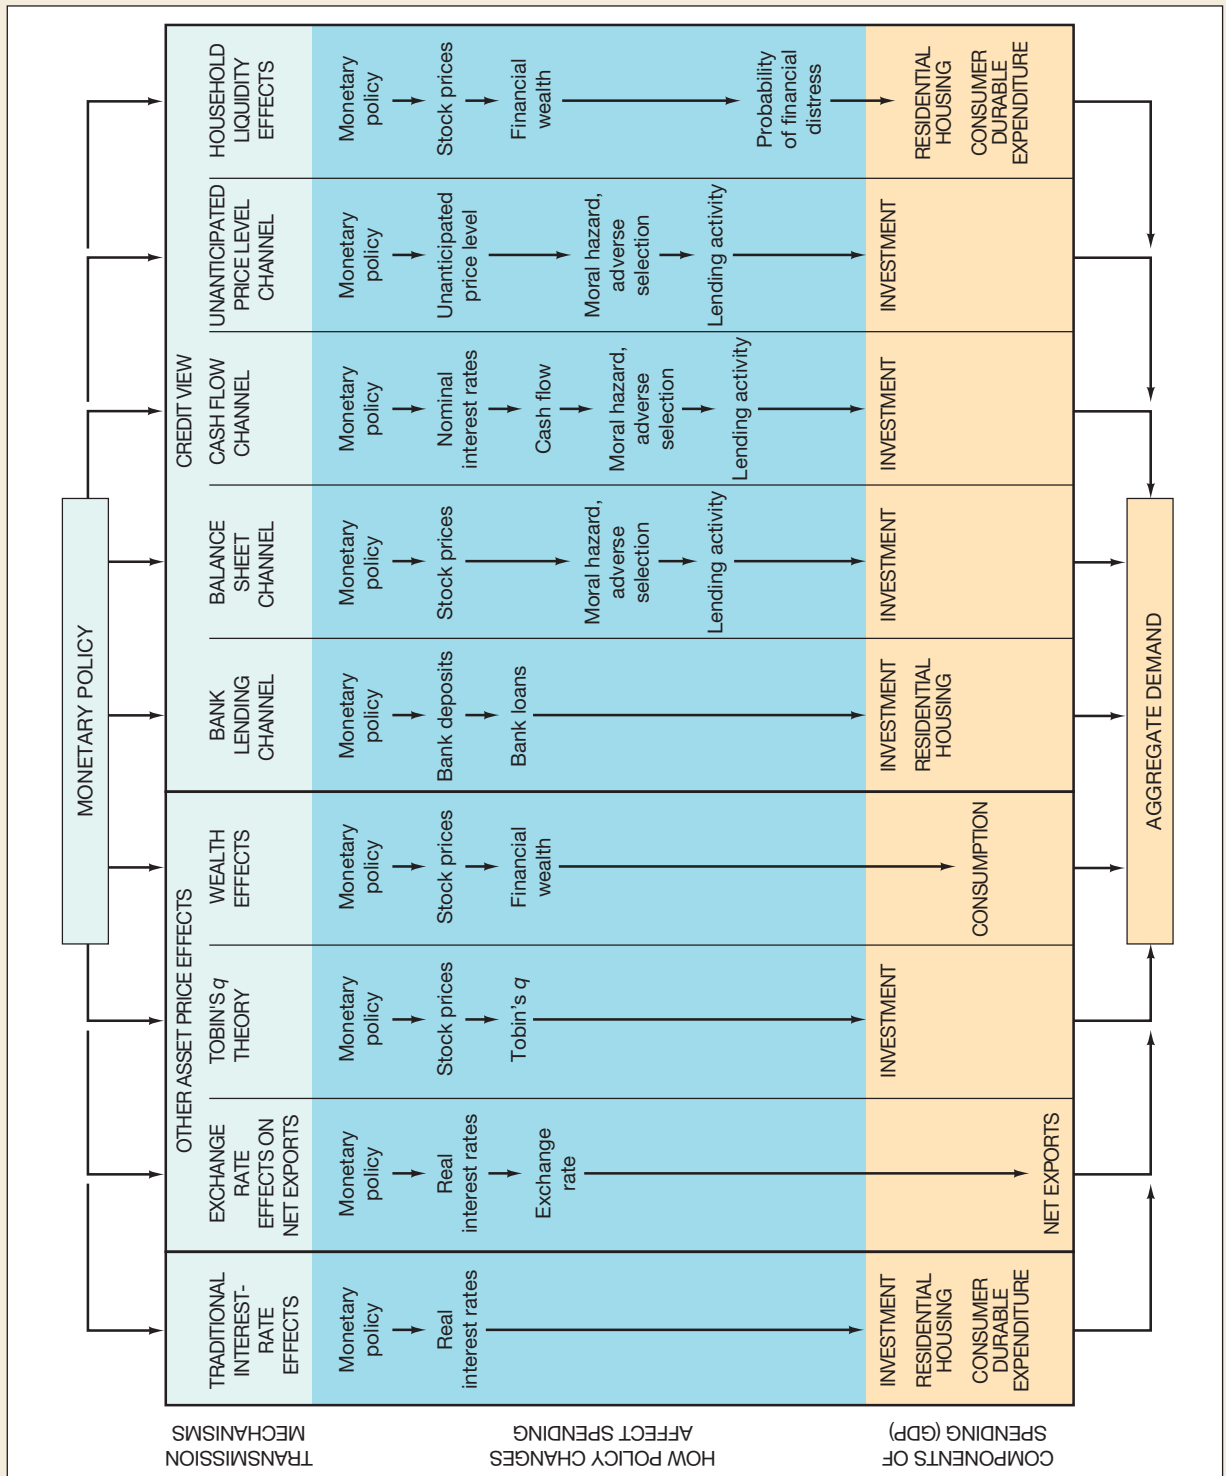 MONETARY POLICY
TRANSMISSION
MECHANISMS
HOW POLICY CHANGES
AFFECT SPENDING
COMPONENTS OF
SPENDING (GDP)
TRADITIONAL
INTEREST-
RATE
EFFECTS
Monetary
policy
Real
interest rates
INVESTMENT
RESIDENTIAL
HOUSING
CONSUMER
DURABLE
EXPENDITURE
OTHER ASSET PRICE EFFECTS
EXCHANGE
RATE
EFFECTS ON
NET EXPORTS
Monetary
policy
Real
interest rates
Exchange
rate
NET EXPORTS
TOBIN'S q
THEORY
Monetary
policy
Stock prices
Tobin's q
INVESTMENT
WEALTH
EFFECTS
Monetary
policy
Stock prices
Financial
wealth
CONSUMPTION
CREDIT VIEW
BANK
LENDING
CHANNEL
Monetary
policy
Bank deposits
Bank loans
INVESTMENT
RESIDENTIAL
HOUSING
BALANCE
SHEET
CHANNEL
Monetary
policy
Stock prices
Moral hazard,
adverse
selection
Lending activity
INVESTMENT
CASH FLOW
CHANNEL
Monetary
policy
Nominal
interest rates
Cash flow
Moral hazard,
adverse
selection
Lending activity
INVESTMENT
UNANTICIPATED
PRICE LEVEL
CHANNEL
Monetary
policy
Unanticipated
price level
Moral hazard,
adverse
selection
Lending activity
INVESTMENT
HOUSEHOLD
LIQUIDITY
EFFECTS
Monetary
policy
Stock prices
Financial
wealth
Probability
of financial
distress
RESIDENTIAL
HOUSING
CONSUMER
DURABLE
EXPENDITURE
AGGREGATE DEMAND